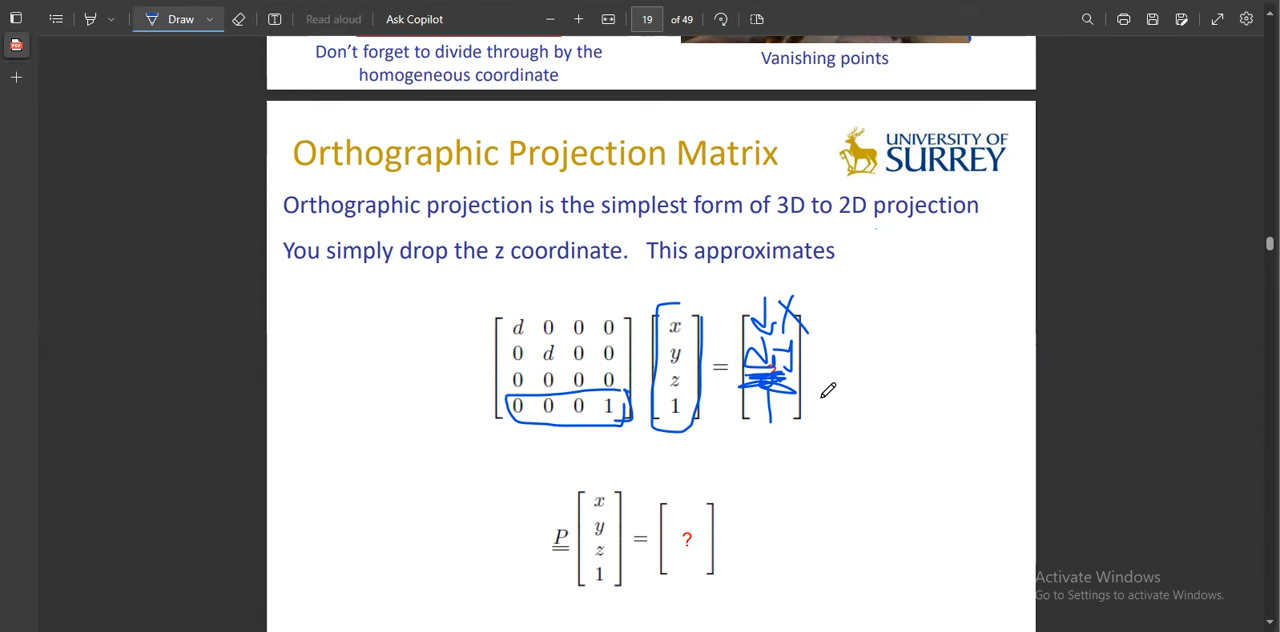 Draw
Read aloud
Ask Copilot
19 of 49
Don't forget to divide through by the
homogeneous coordinate
Vanishing points
Orthographic Projection Matrix
UNIVERSITY OF
SURREY
Orthographic projection is the simplest form of 3D to 2D projection
You simply drop the z coordinate. This approximates
d 0 0 0 x
0 d 0 0 y
0 0 0 0 z =
0 0 0 1 1
x
y
P = ?
z
1
Activate Windows
Go to Settings to activate Windows.